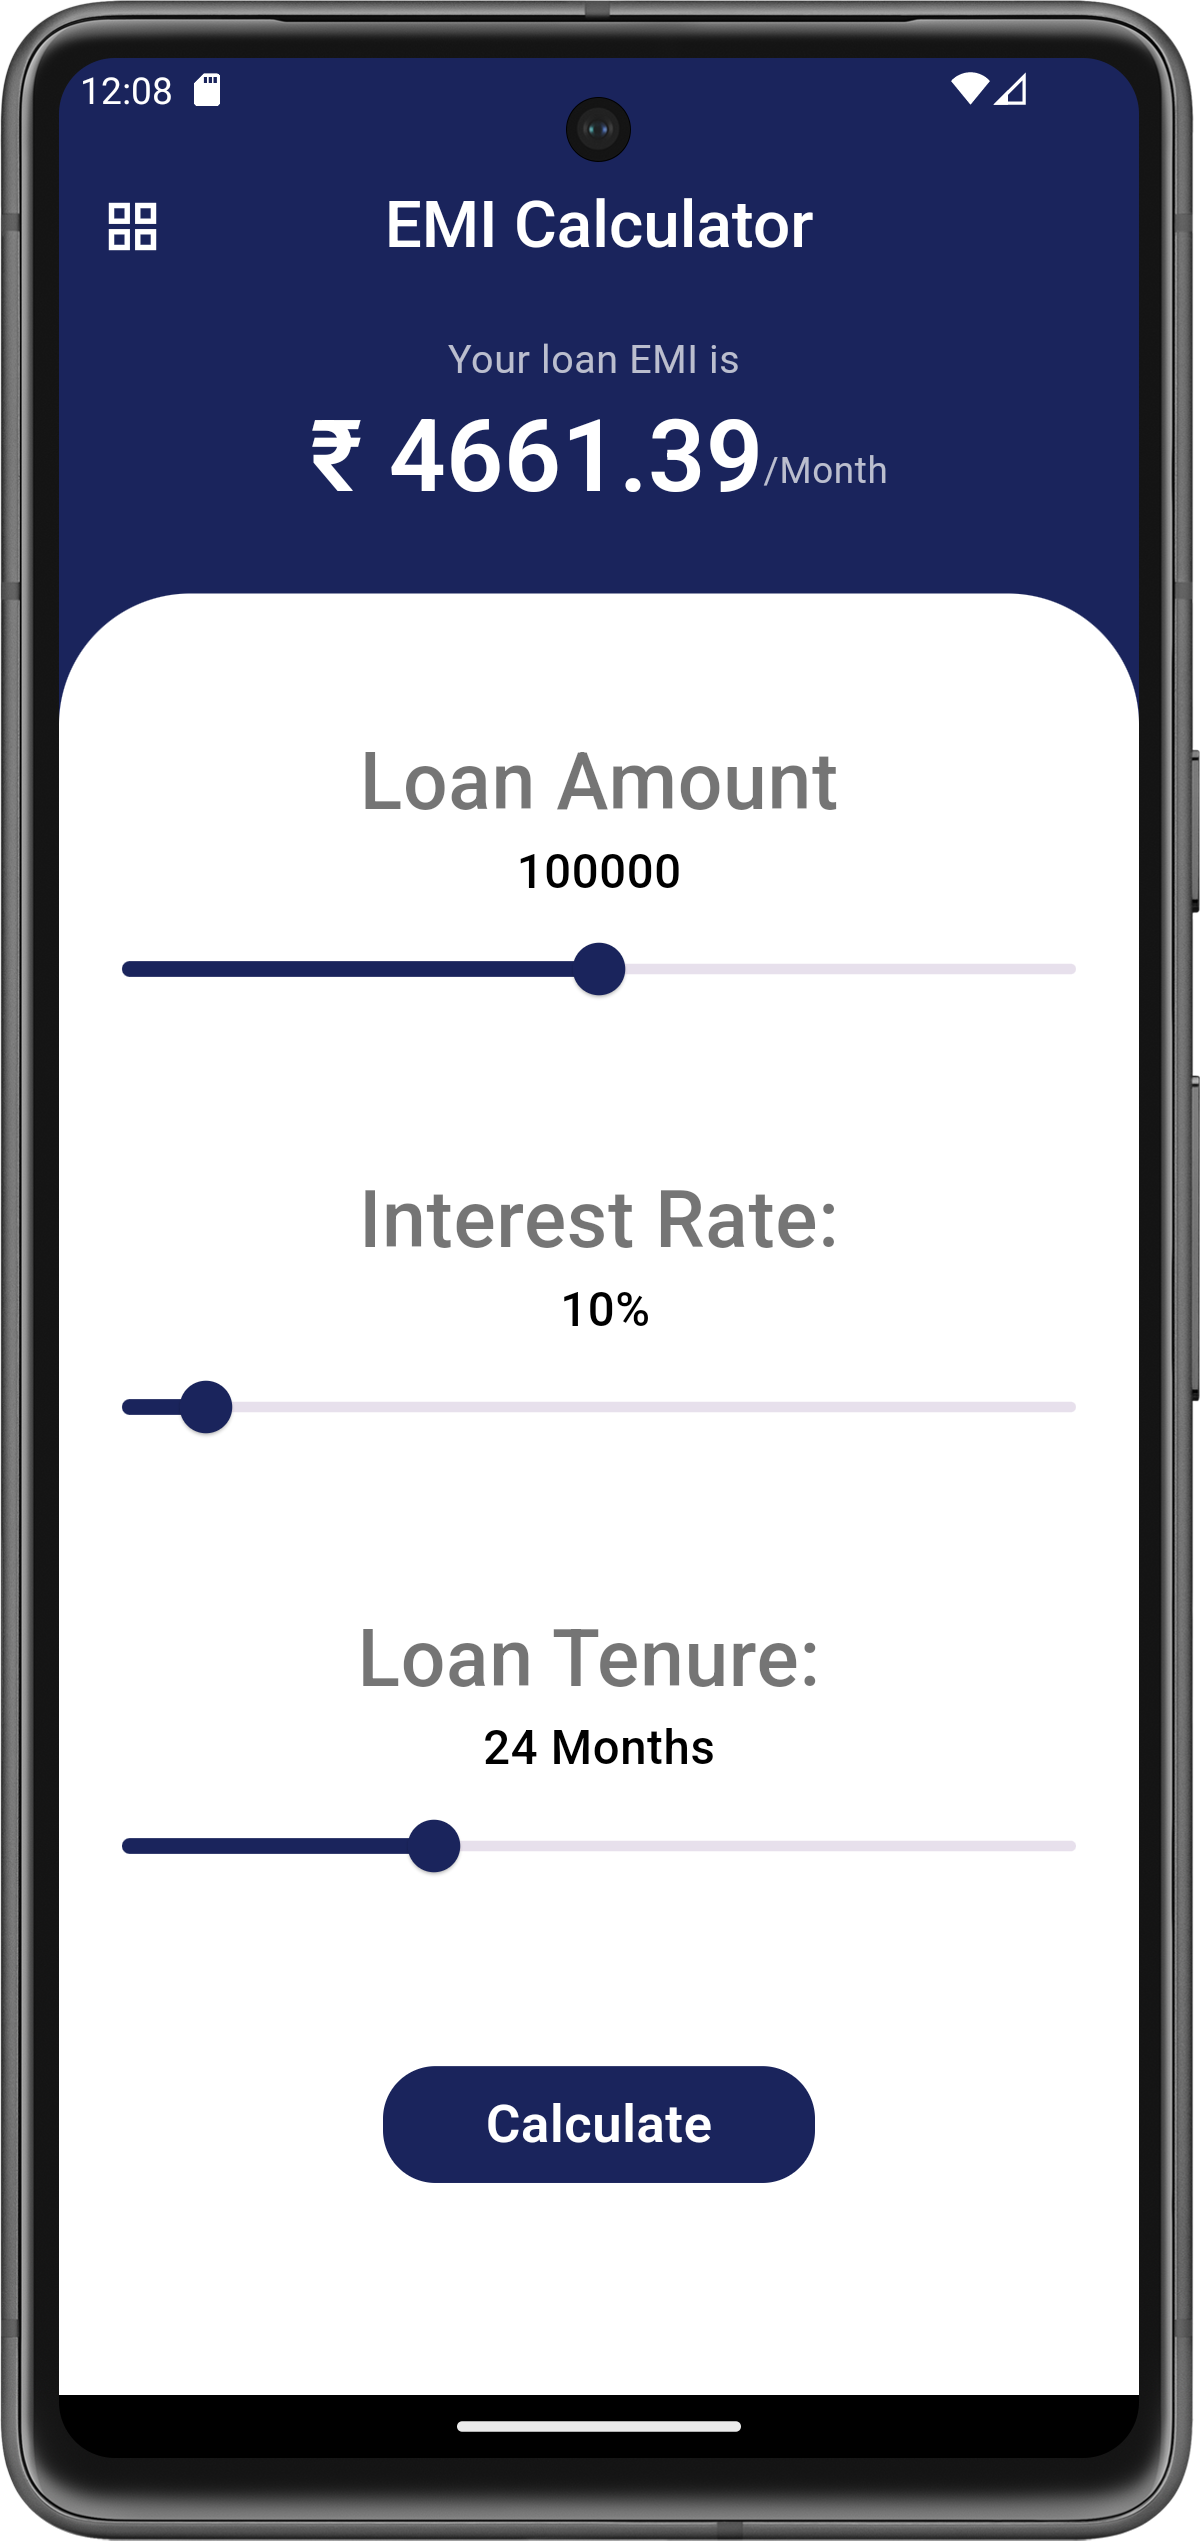 12:08
EMI Calculator
Your loan EMI is
₹ 4661.39/Month
Loan Amount
100000
Interest Rate:
10%
Loan Tenure:
24 Months
Calculate